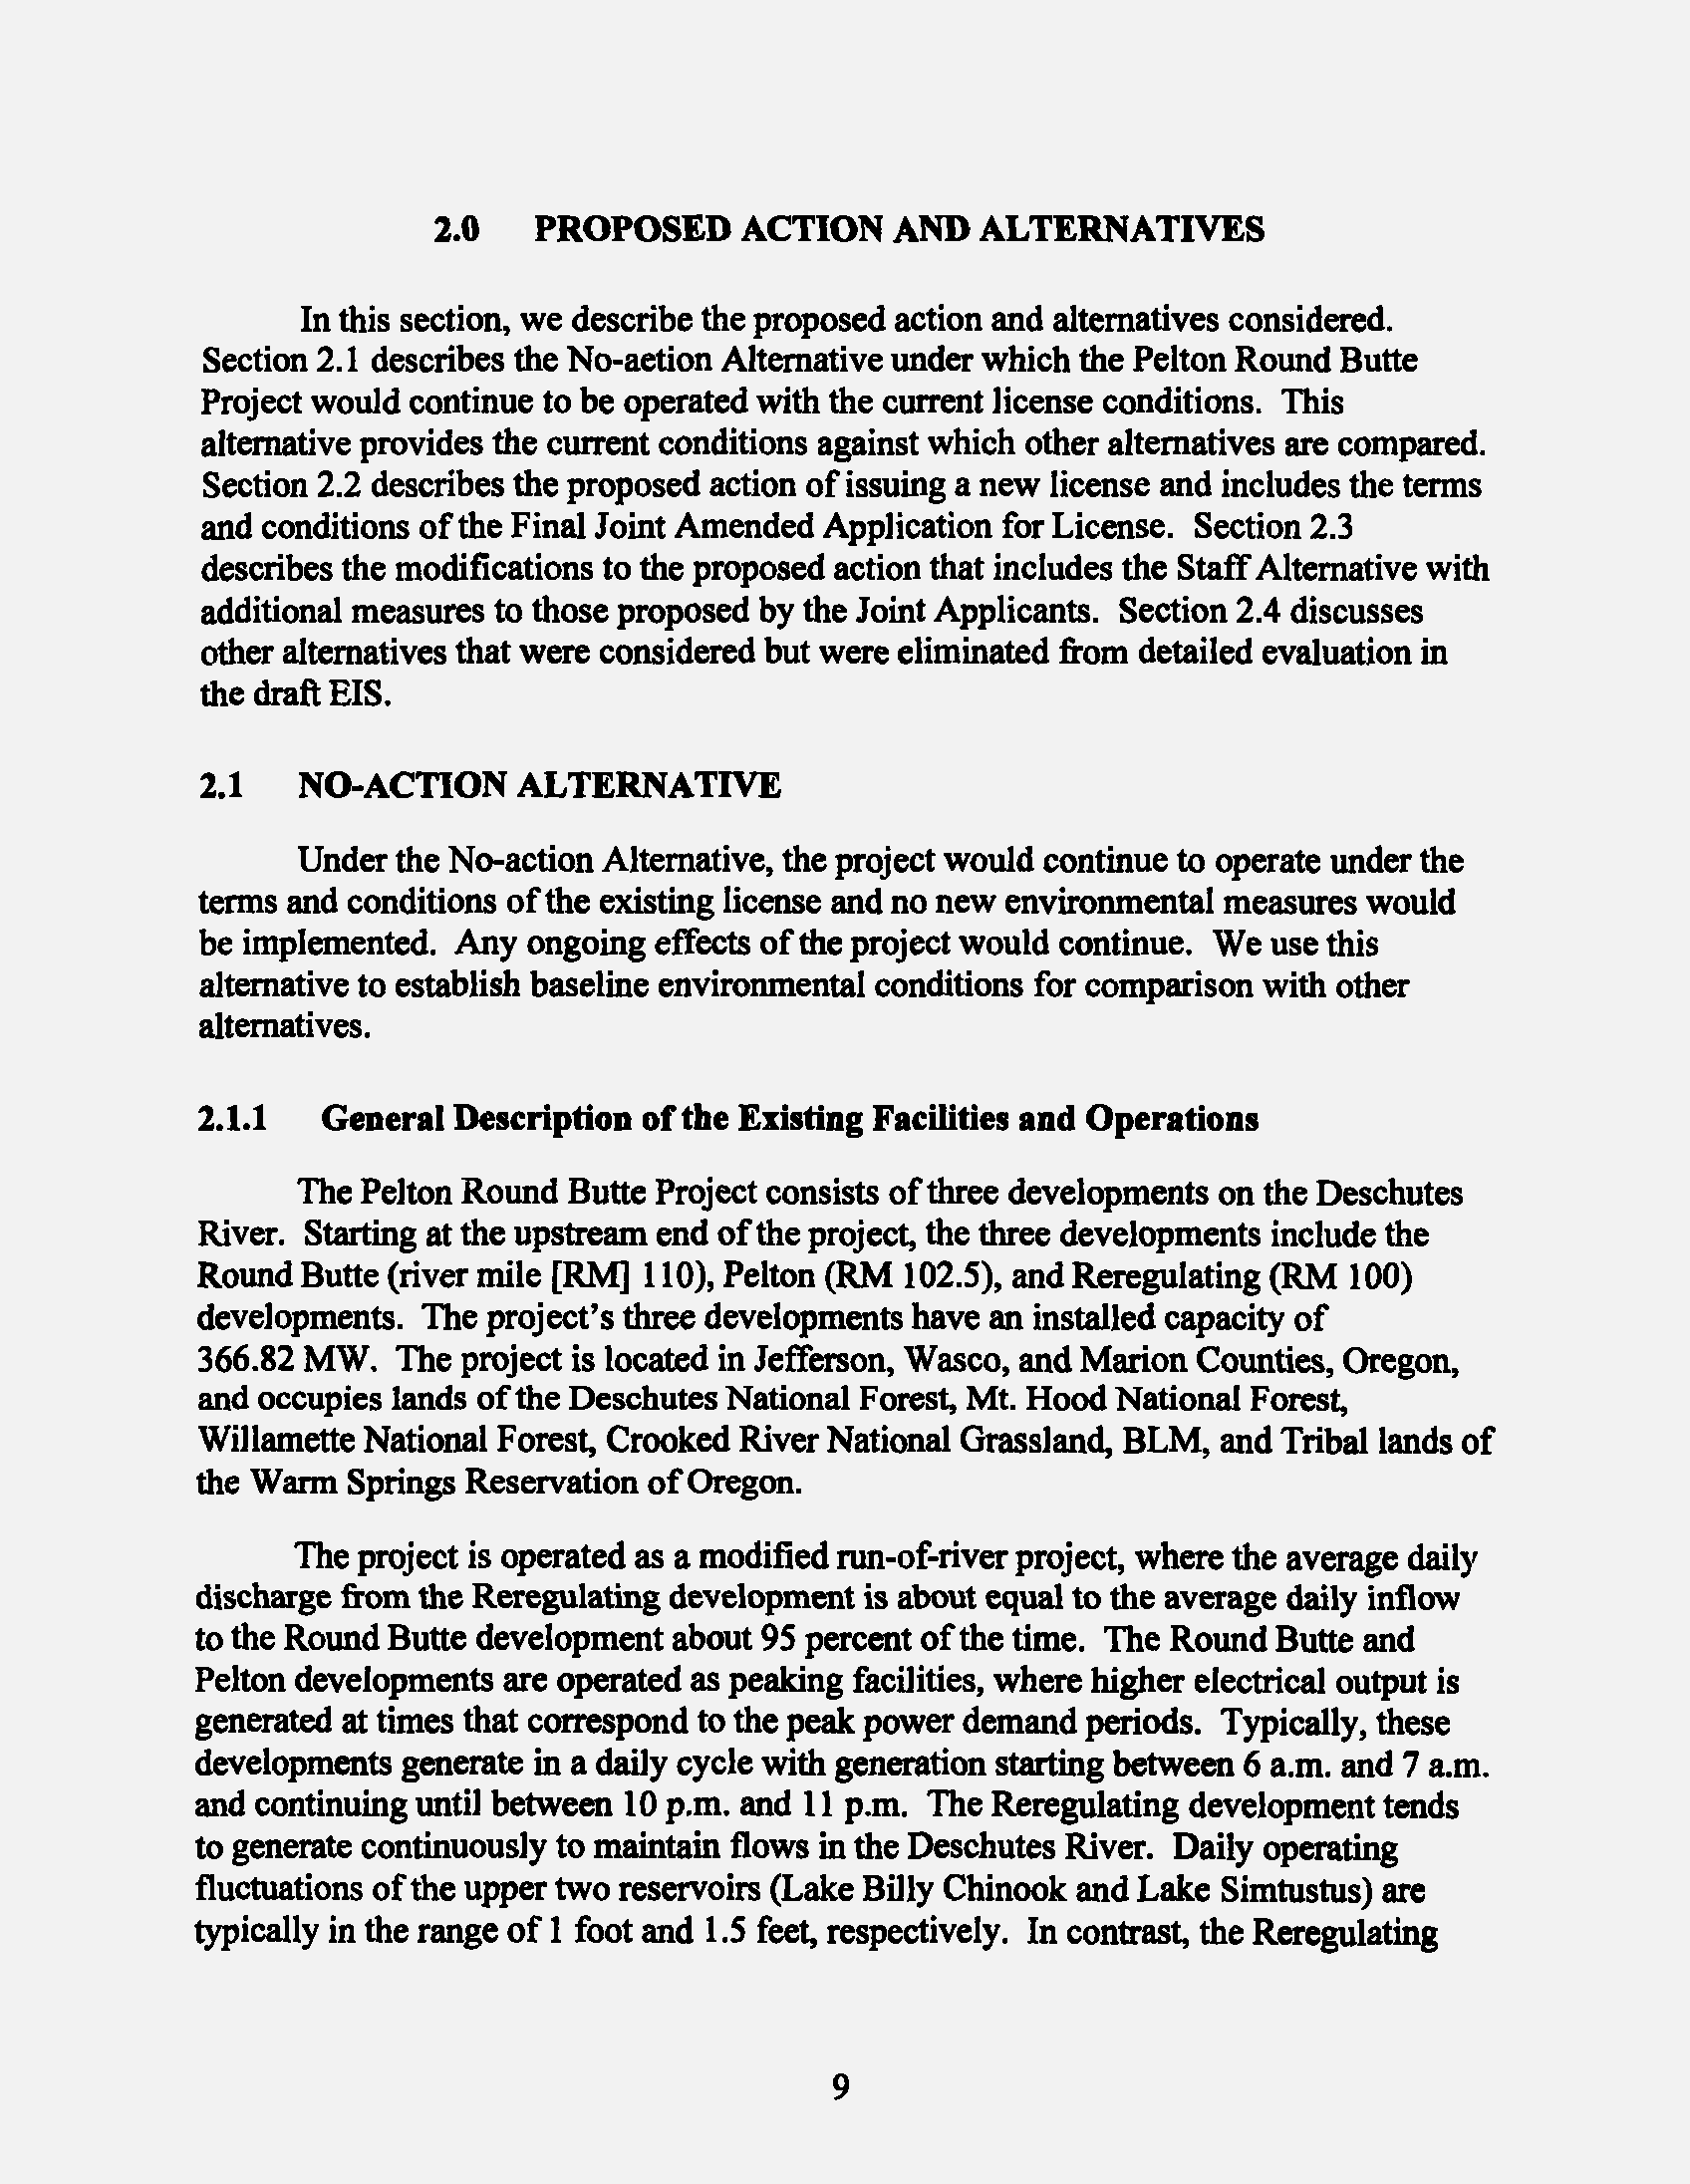 2.0 PROPOSED ACTION AND ALTERNATIVES
In this section, we describe the proposed action and alternatives considered.
Section 2.1 describes the No-aetion Alternative under which the Pelton Round Butte
Project would continue to be operated with the current license conditions. This
alternative provides the current conditions against which other alternatives are compared.
Section 2.2 describes the proposed action of issuing a new license and includes the terms
and conditions of the Final Joint Amended Application for License. Section 2.3
describes the modifications to the proposed action that includes the Staff Alternative with
additional measures to those proposed by the Joint Applicants. Section 2.4 discusses
other alternatives that were considered but were eliminated from detailed evaluation in
the draft EIS.
2.1 NO-ACTION ALTERNATIVE
Under the No-action Alternative, the project would continue to operate under the
terms and conditions of the existing license and no new environmental measures would
be implemented. Any ongoing effects of the project would continue. We use this
alternative to establish baseline environmental conditions for comparison with other
alternatives.
2.1.1 General Description of the Existing Facilities and Operations
The Pelton Round Butte Project consists of three developments on the Deschutes
River. Starting at the upstream end of the project, the three developments include the
Round Butte (river mile [RM] 110), Pelton (RM 102.5), and Reregulating (RM 100)
developments. The project's three developments have an installed capacity of
366.82 MW. The project is located in Jefferson, Wasco, and Marion Counties, Oregon,
and occupies lands of the Deschutes National Forest, Mt. Hood National Forest,
Willamette National Forest, Crooked River National Grassland, BLM, and Tribal lands of
the Warm Springs Reservation of Oregon.
The project is operated as a modified run-of-river project, where the average daily
discharge from the Reregulating development is about equal to the average daily inflow
to the Round Butte development about 95 percent of the time. The Round Butte and
Pelton developments are operated as peaking facilities, where higher electrical output is
generated at times that correspond to the peak power demand periods. Typically, these
developments generate in a daily cycle with generation starting between 6 a.m. and 7 a.m.
and continuing until between 10 p.m. and 11 p.m. The Reregulating development tends
to generate continuously to maintain flows in the Deschutes River. Daily operating
fluctuations of the upper two reservoirs (Lake Billy Chinook and Lake Simtustus) are
typically in the range of 1 foot and 1.5 feet, respectively. In contrast, the Reregulating
9